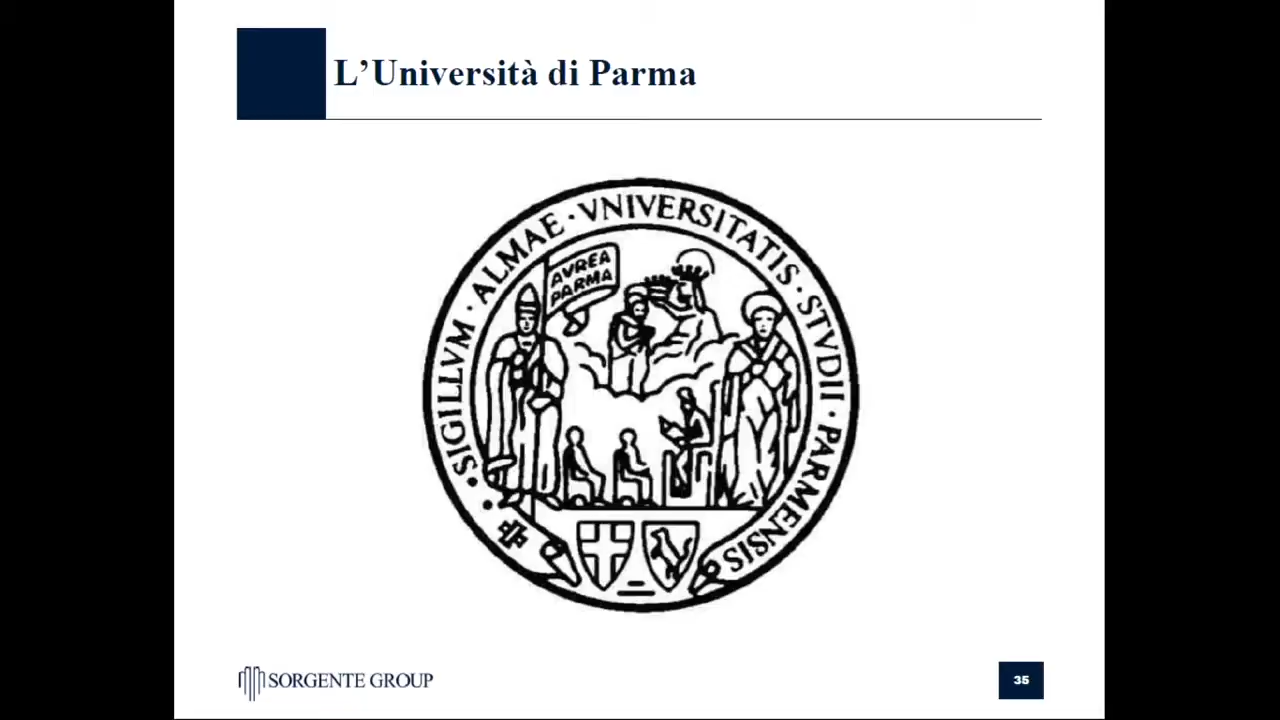 L’Università di Parma
SIGILLVM · ALMAE · VNIVERSITATIS · STVDII · PARMENSIS
AVREA
PARMA
SORGENTE GROUP
35